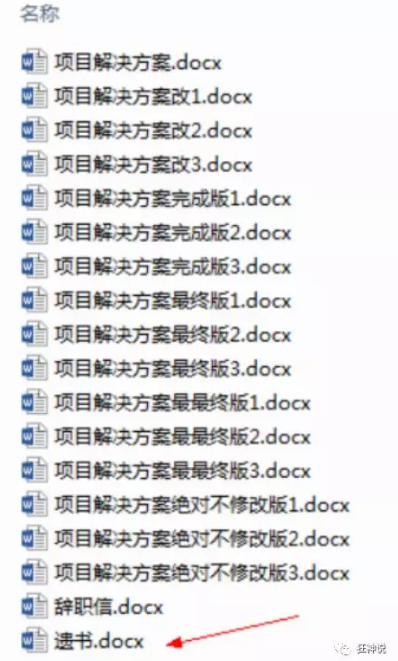 名称
项目解决方案.docx
项目解决方案改1.docx
项目解决方案改2.docx
项目解决方案改3.docx
项目解决方案完成版1.docx
项目解决方案完成版2.docx
项目解决方案完成版3.docx
项目解决方案最终版1.docx
项目解决方案最终版2.docx
项目解决方案最终版3.docx
项目解决方案最最终版1.docx
项目解决方案最最终版2.docx
项目解决方案最最终版3.docx
项目解决方案绝对不修改版1.docx
项目解决方案绝对不修改版2.docx
项目解决方案绝对不修改版3.docx
辞职信.docx
遗书.docx
狂神说